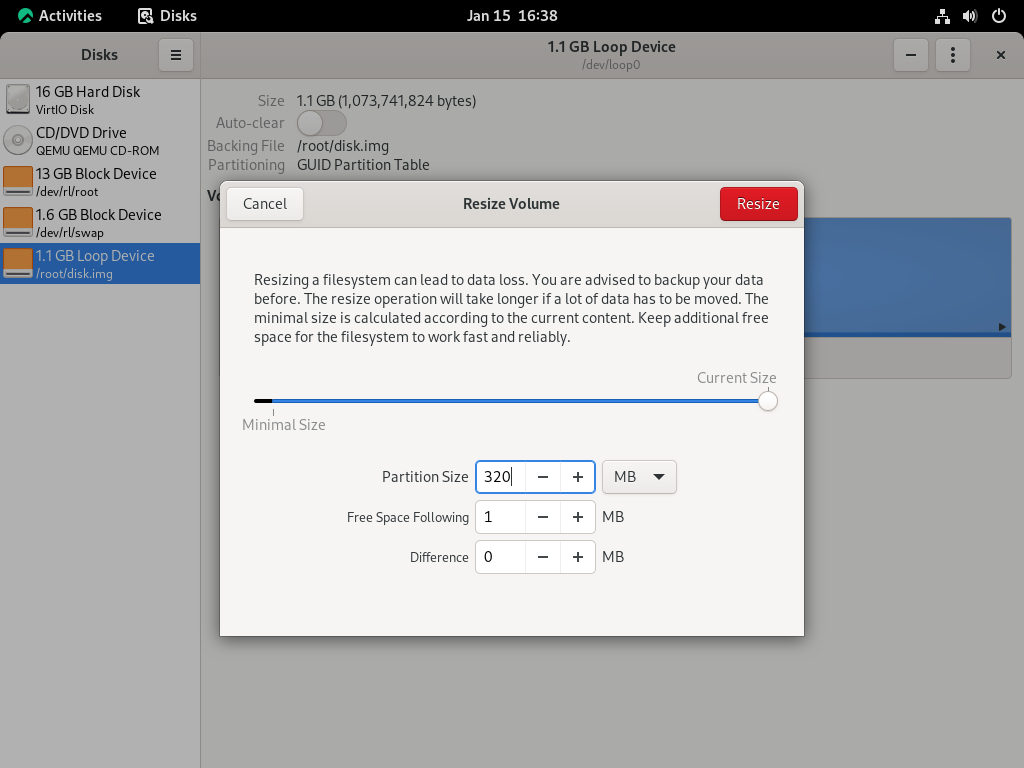 Activities
Disks
Jan 15 16:38
Disks
1.1 GB Loop Device
/dev/loop0
16 GB Hard Disk
VirtIO Disk
CD/DVD Drive
QEMU QEMU CD-ROM
13 GB Block Device
/dev/rl/root
1.6 GB Block Device
/dev/rl/swap
1.1 GB Loop Device
/root/disk.img
Size 1.1 GB (1,073,741,824 bytes)
Auto-clear
Backing File /root/disk.img
Partitioning GUID Partition Table
Cancel
Resize Volume
Resize
Resizing a filesystem can lead to data loss. You are advised to backup your data
before. The resize operation will take longer if a lot of data has to be moved. The
minimal size is calculated according to the current content. Keep additional free
space for the filesystem to work fast and reliably.
Current Size
Minimal Size
Partition Size 320 MB
Free Space Following 1 MB
Difference 0 MB